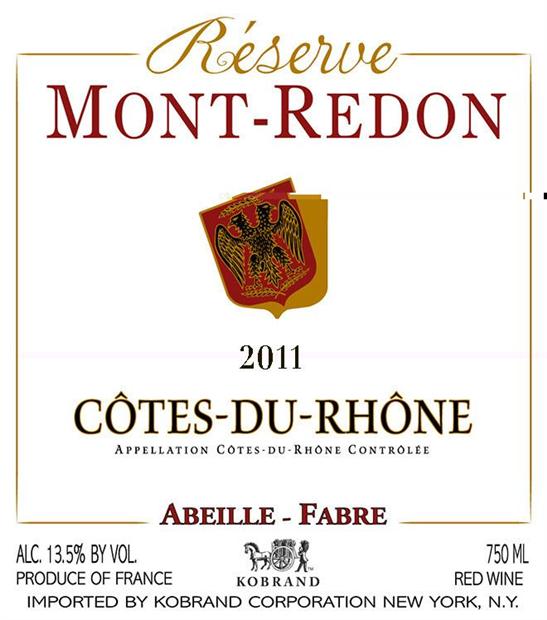 Réserve
MONT-REDON
2011
CÔTES-DU-RHÔNE
APPELLATION CÔTES-DU-RHÔNE CONTRÔLÉE
ABEILLE - FABRE
ALC. 13.5% BY VOL.
PRODUCE OF FRANCE
KOBRAND
TM
750 ML
RED WINE
IMPORTED BY KOBRAND CORPORATION NEW YORK, N.Y.